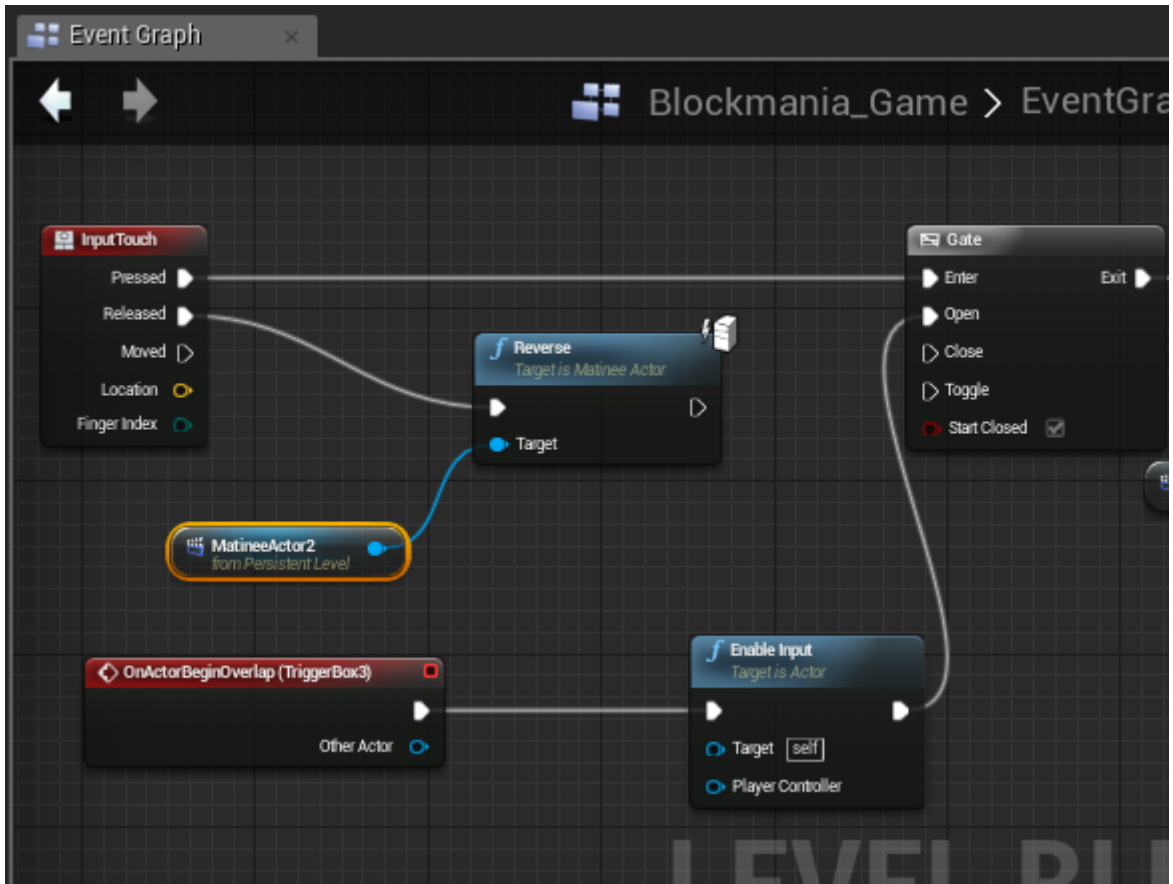 Event Graph
Blockmania_Game > EventGra
InputTouch
Pressed
Released
Moved
Location
Finger Index
Reverse
Target is Matinee Actor
Target
Gate
Enter
Exit
Open
Close
Toggle
Start Closed
MatineeActor2
from Persistent Level
OnActorBeginOverlap (TriggerBox3)
Other Actor
Enable Input
Target is Actor
Target self
Player Controller
LEVEL BLU